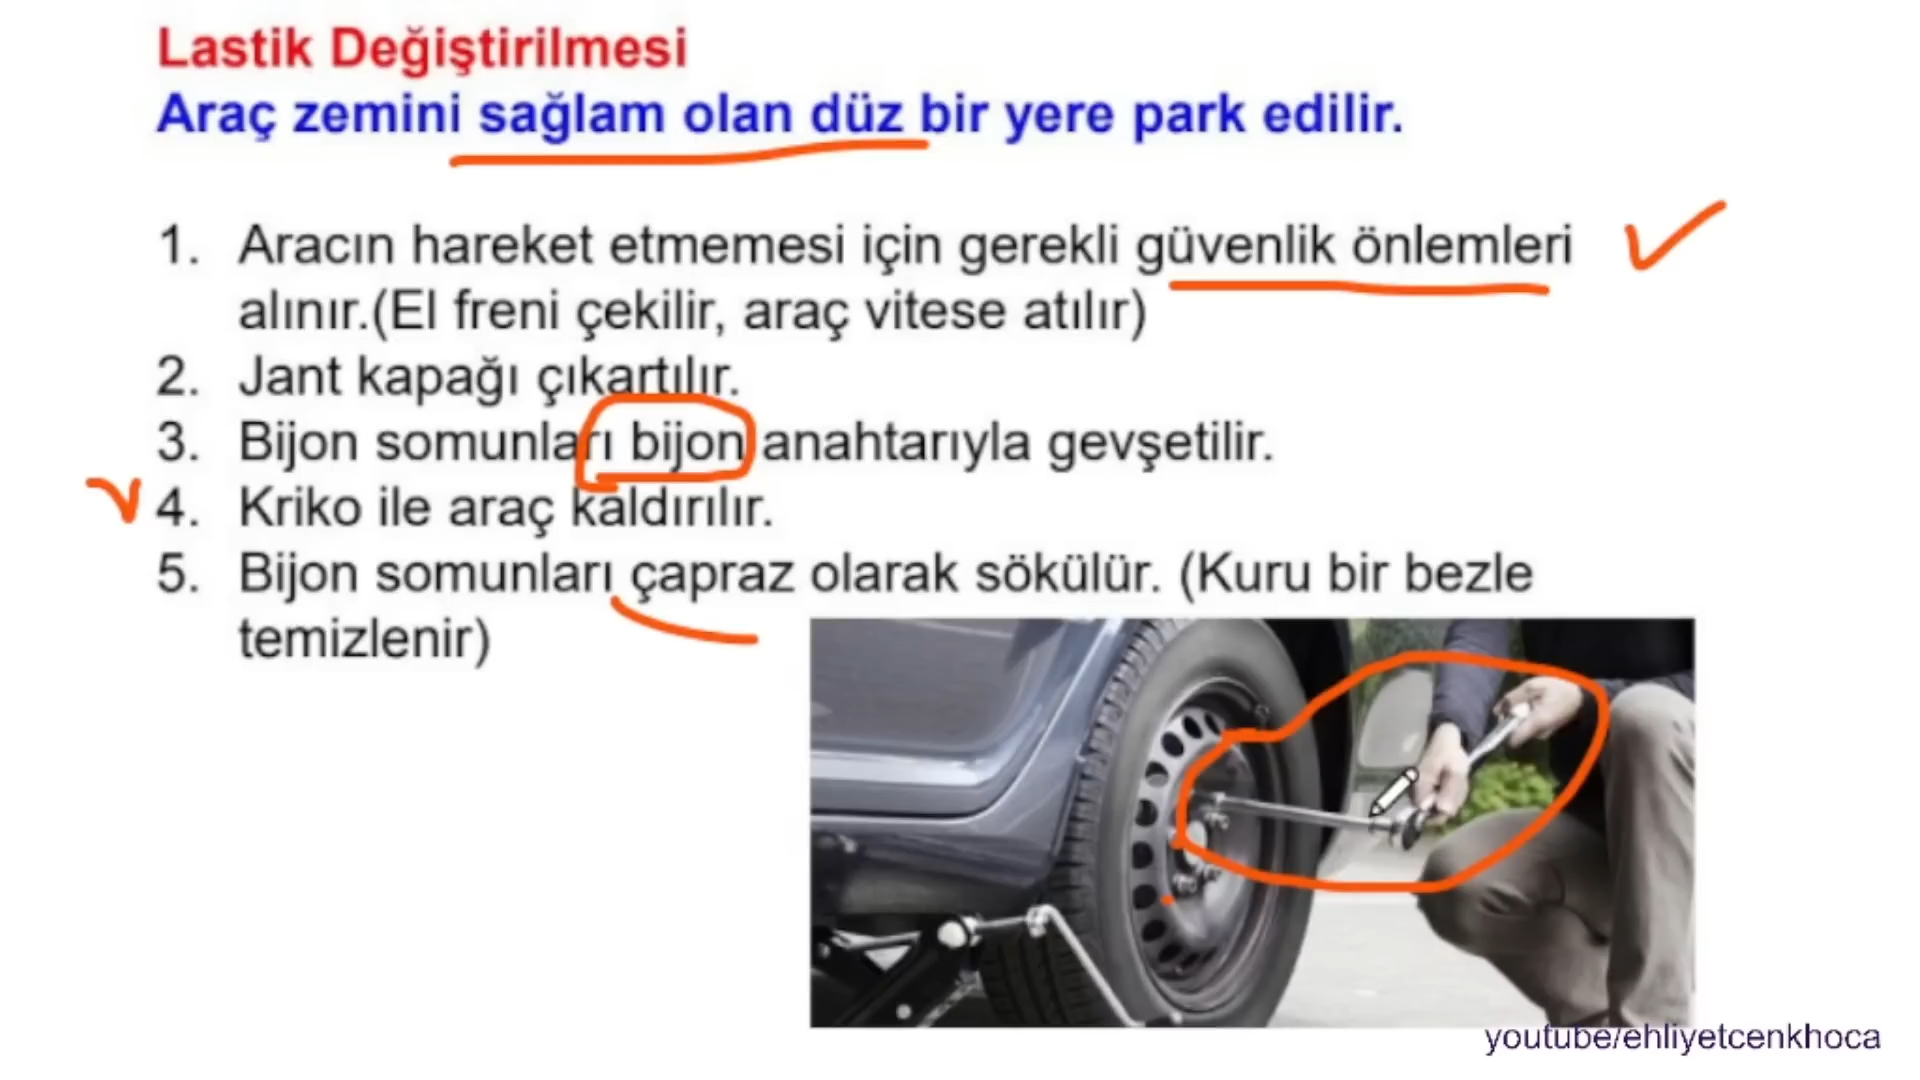 Lastik Değiştirilmesi
Araç zemini sağlam olan düz bir yere park edilir.
1. Aracın hareket etmemesi için gerekli güvenlik önlemleri
alınır.(El freni çekilir, araç vitese atılır)
2. Jant kapağı çıkartılır.
3. Bijon somunları bijon anahtarıyla gevşetilir.
4. Kriko ile araç kaldırılır.
5. Bijon somunları çapraz olarak sökülür. (Kuru bir bezle
temizlenir)
youtube/ehliyetcenkhoca